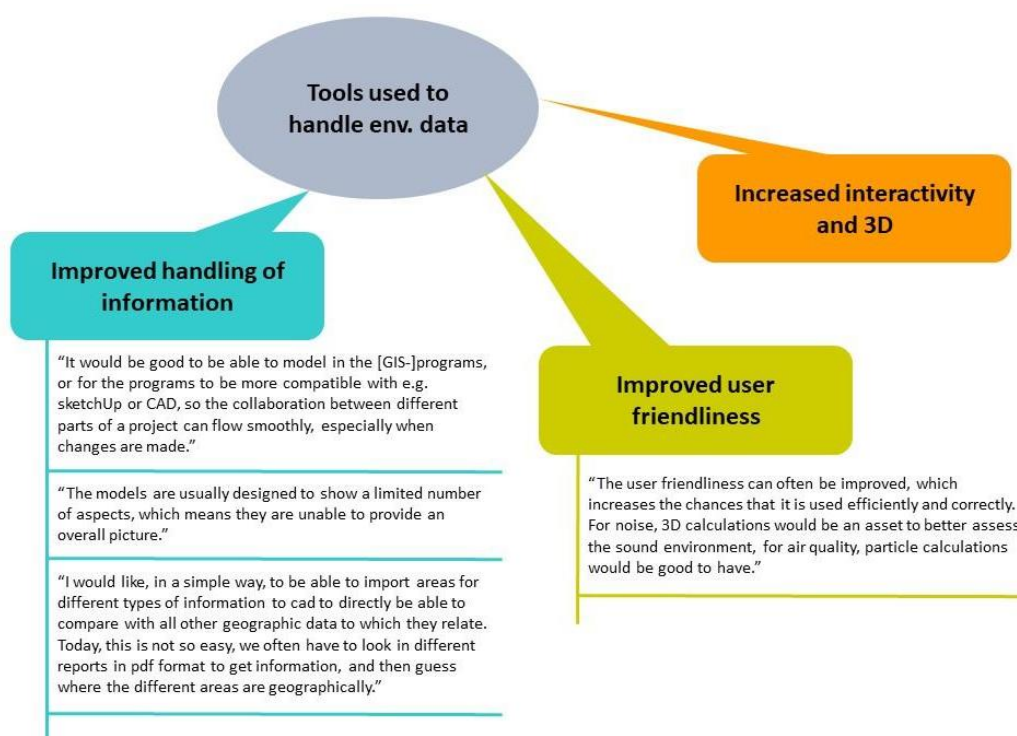 Tools used to
handle env. data
Increased interactivity
and 3D
Improved handling of
information
“It would be good to be able to model in the [GIS-]programs,
or for the programs to be more compatible with e.g.
sketchUp or CAD, so the collaboration between different
parts of a project can flow smoothly, especially when
changes are made.”
“The models are usually designed to show a limited number
of aspects, which means they are unable to provide an
overall picture.”
“I would like, in a simple way, to be able to import areas for
different types of information to cad to directly be able to
compare with all other geographic data to which they relate.
Today, this is not so easy, we often have to look in different
reports in pdf format to get information, and then guess
where the different areas are geographically.”
Improved user
friendliness
“The user friendliness can often be improved, which
increases the chances that it is used efficiently and correctly.
For noise, 3D calculations would be an asset to better assess
the sound environment, for air quality, particle calculations
would be good to have.”